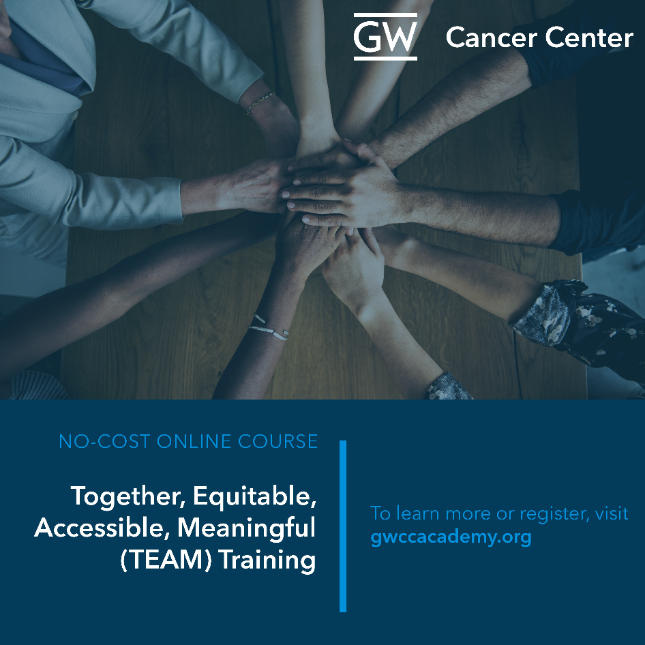 GW Cancer Center
NO-COST ONLINE COURSE
Together, Equitable,
Accessible, Meaningful
(TEAM) Training
To learn more or register, visit
gwccacademy.org